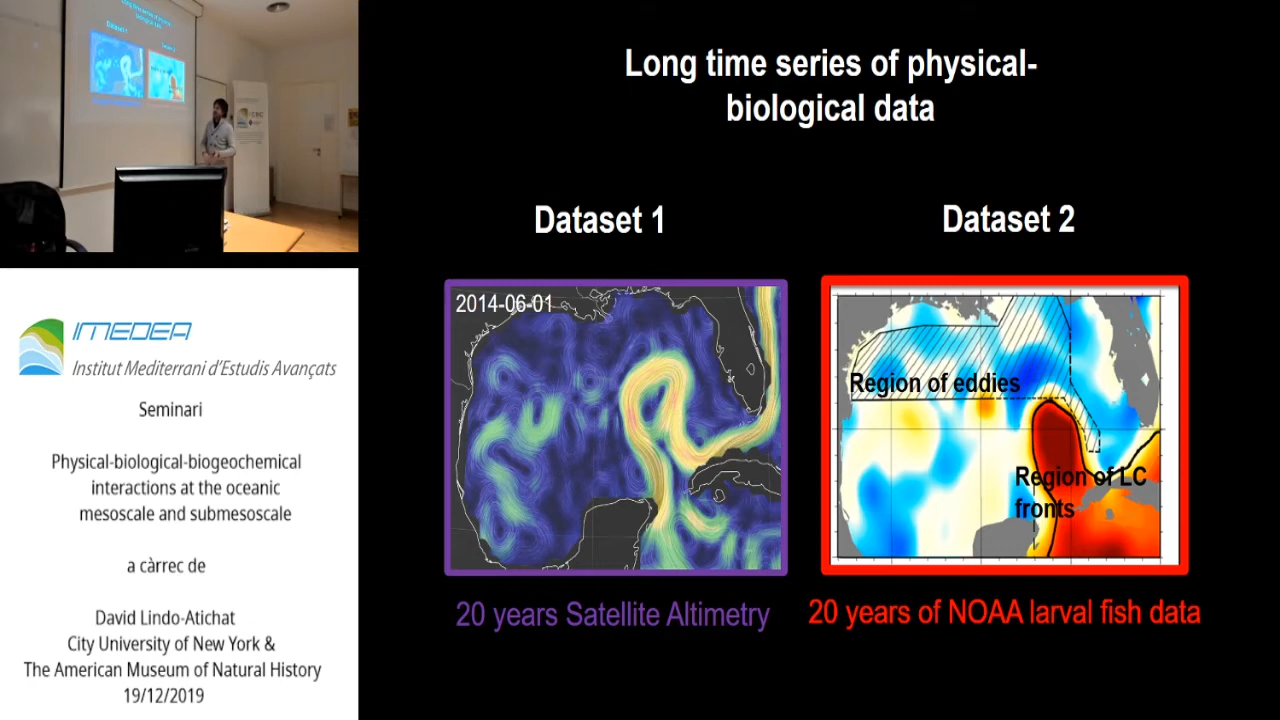 Long time series of physical-
biological data
Dataset 1
Dataset 2
2014-06-01
Region of eddies
Region of LC
fronts
20 years Satellite Altimetry
20 years of NOAA larval fish data
IMEDEA
Institut Mediterrani d'Estudis Avançats
Seminari
Physical-biological-biogeochemical
interactions at the oceanic
mesoscale and submesoscale
a càrrec de
David Lindo-Atichat
City University of New York &
The American Museum of Natural History
19/12/2019